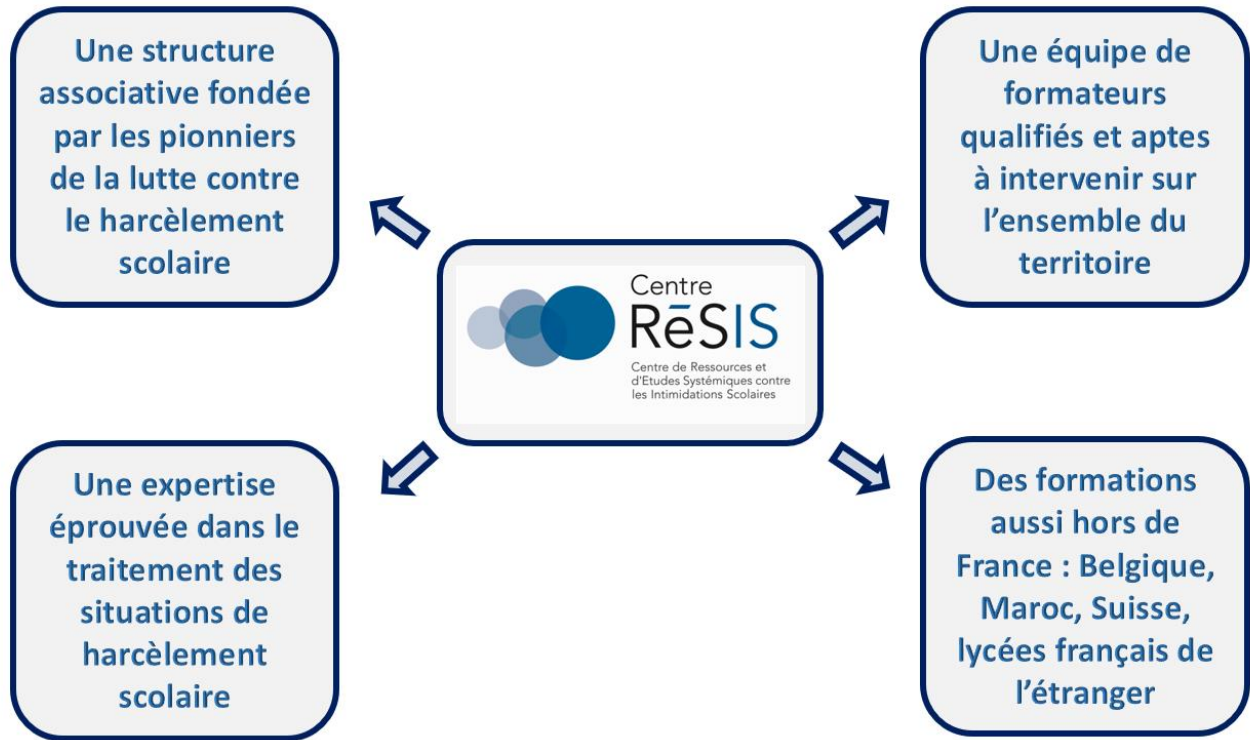 Une structure
associative fondée
par les pionniers
de la lutte contre
le harcèlement
scolaire
Une équipe de
formateurs
qualifiés et aptes
à intervenir sur
l’ensemble du
territoire
Centre
RēSIS
Centre de Ressources et
d'Etudes Systémiques contre
les Intimidations Scolaires
Une expertise
éprouvée dans le
traitement des
situations de
harcèlement
scolaire
Des formations
aussi hors de
France : Belgique,
Maroc, Suisse,
lycées français de
l’étranger